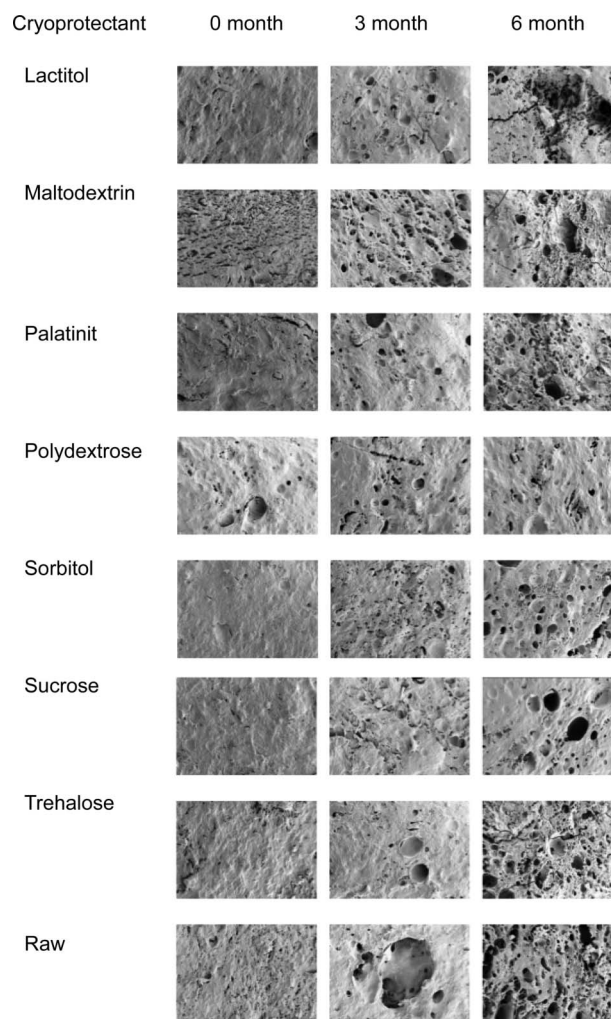 Cryoprotectant 0 month 3 month 6 month
Lactitol
Maltodextrin
Palatinit
Polydextrose
Sorbitol
Sucrose
Trehalose
Raw